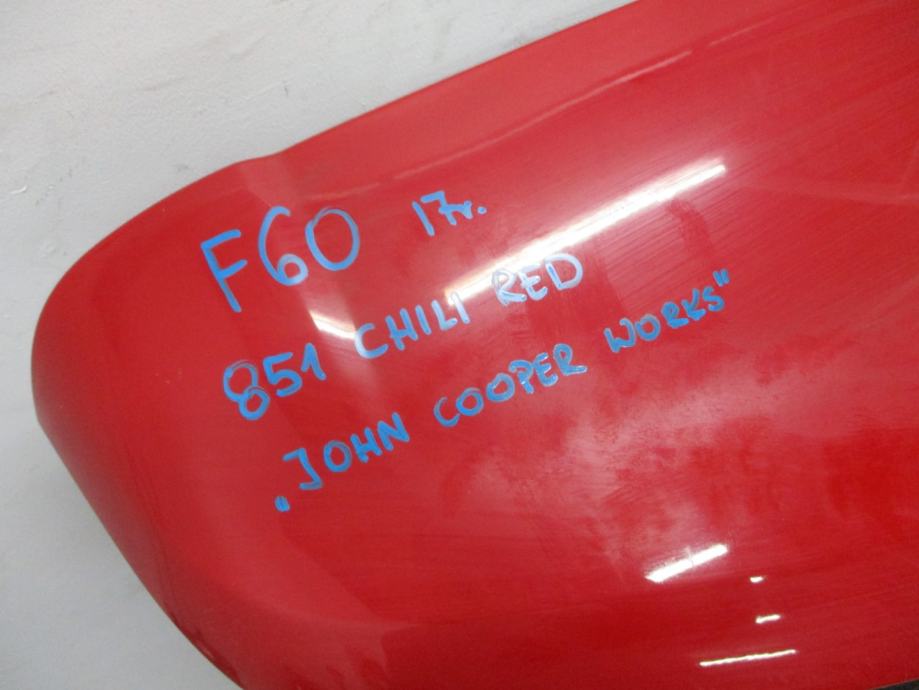 F60 17r.
851 CHILI RED
„JOHN COOPER WORKS"